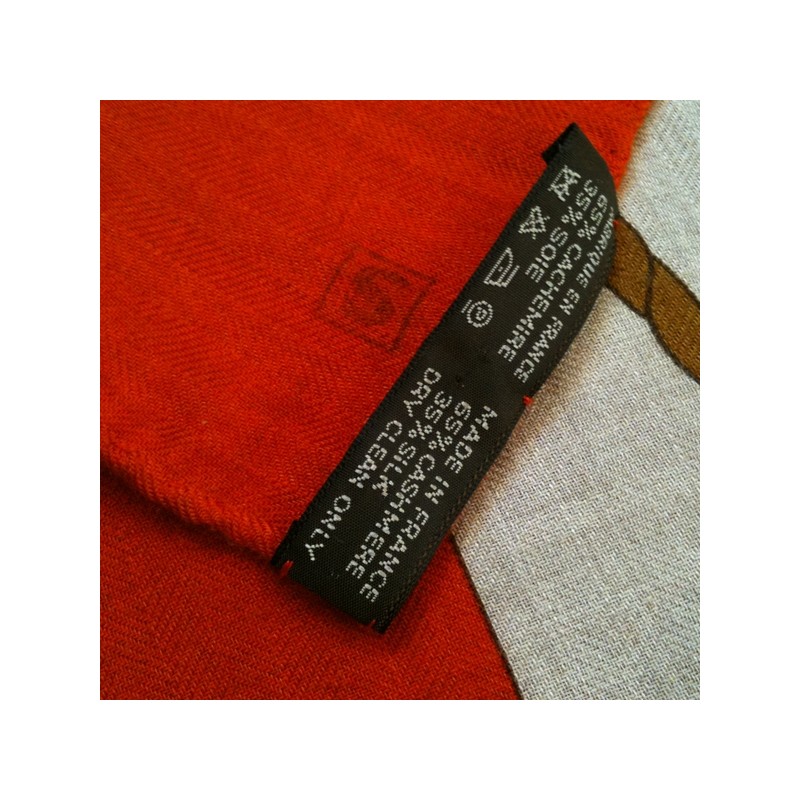 FABRIQUE EN FRANCE
65% CACHEMIRE
35% SOIE
P
MADE IN FRANCE
65% CASHMERE
35% SILK
DRY CLEAN ONLY
S